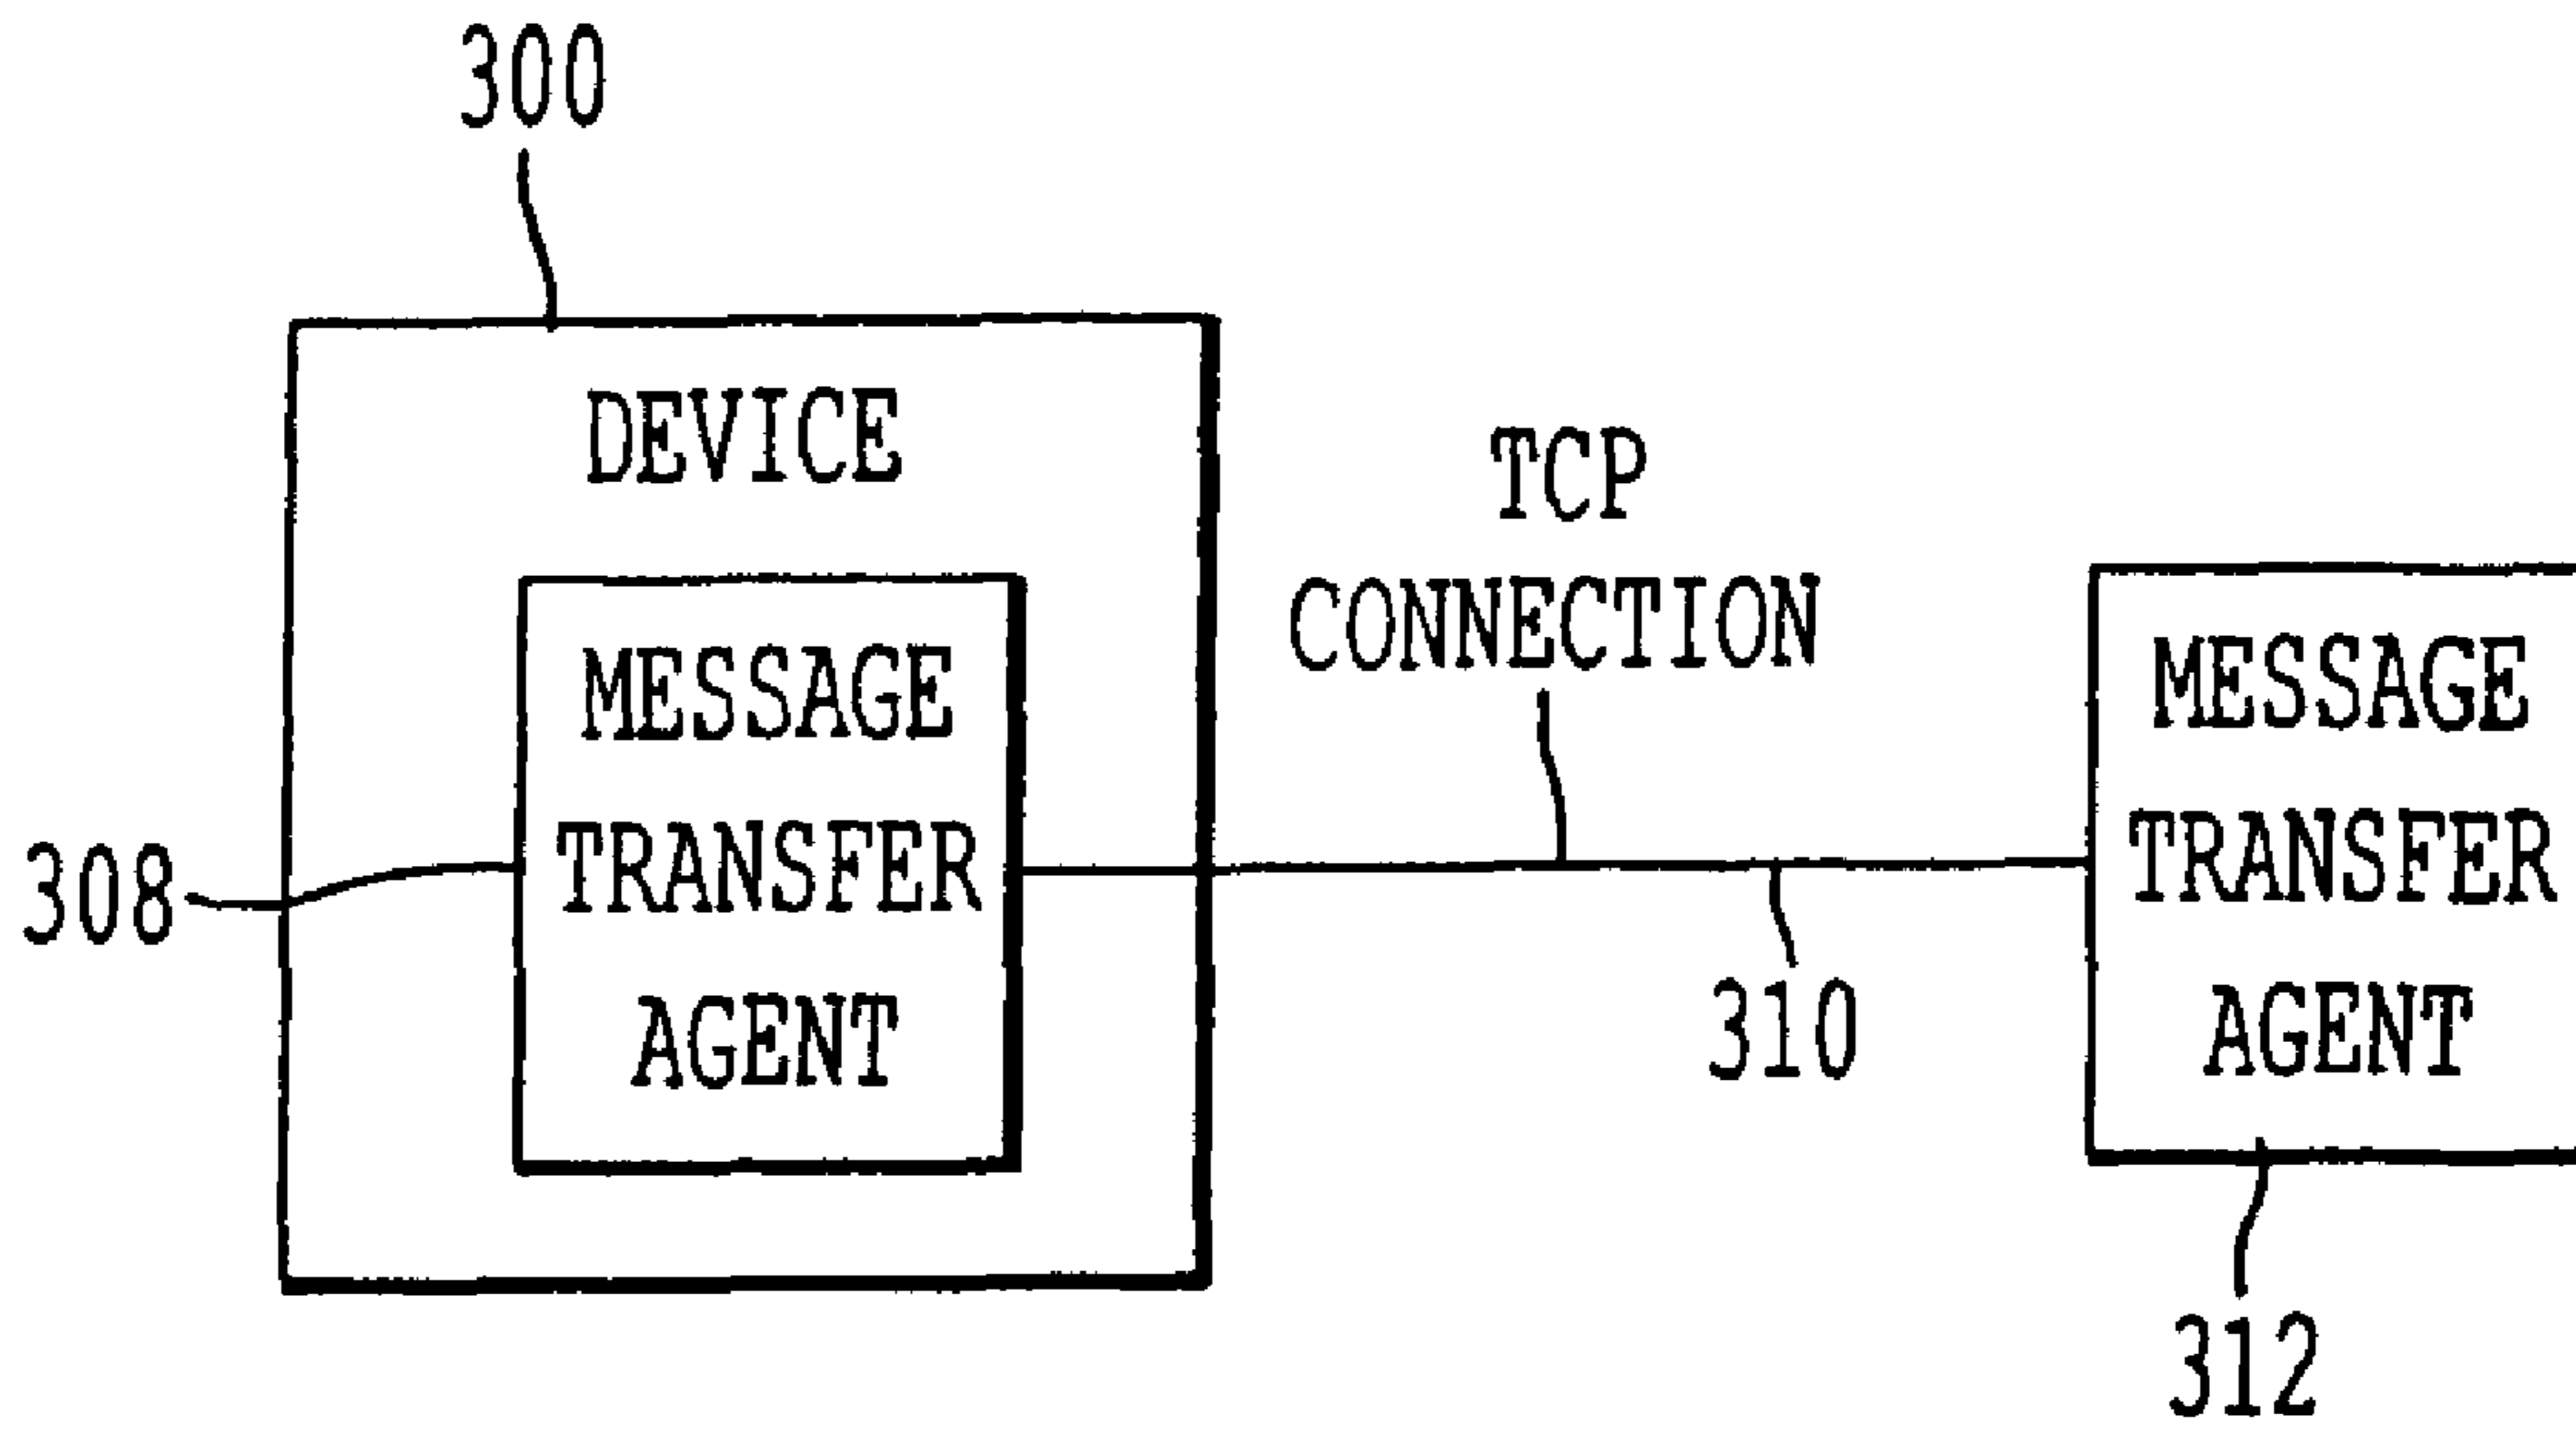 300
DEVICE
MESSAGE
TRANSFER
AGENT
308
TCP
CONNECTION
310
MESSAGE
TRANSFER
AGENT
312